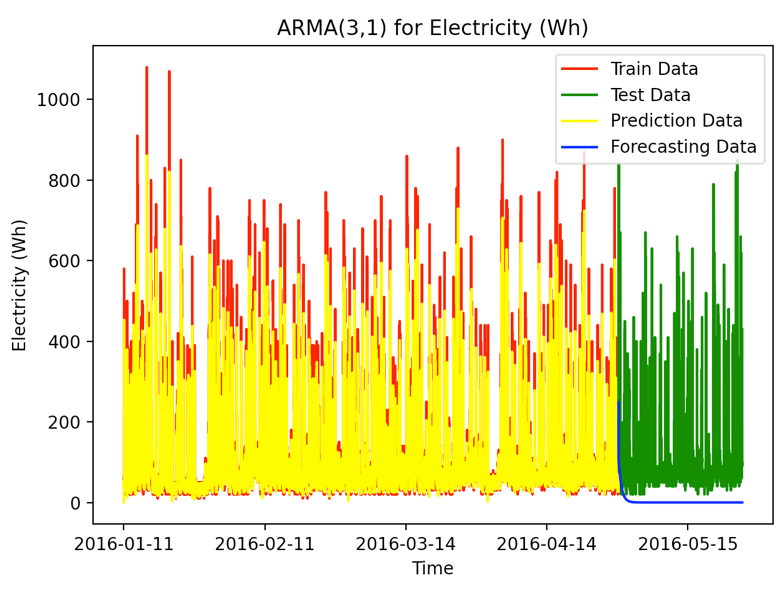 ARMA(3,1) for Electricity (Wh)
Train Data
Test Data
Prediction Data
Forecasting Data
Electricity (Wh)
1000
800
600
400
200
0
2016-01-11 2016-02-11 2016-03-14 2016-04-14 2016-05-15
Time